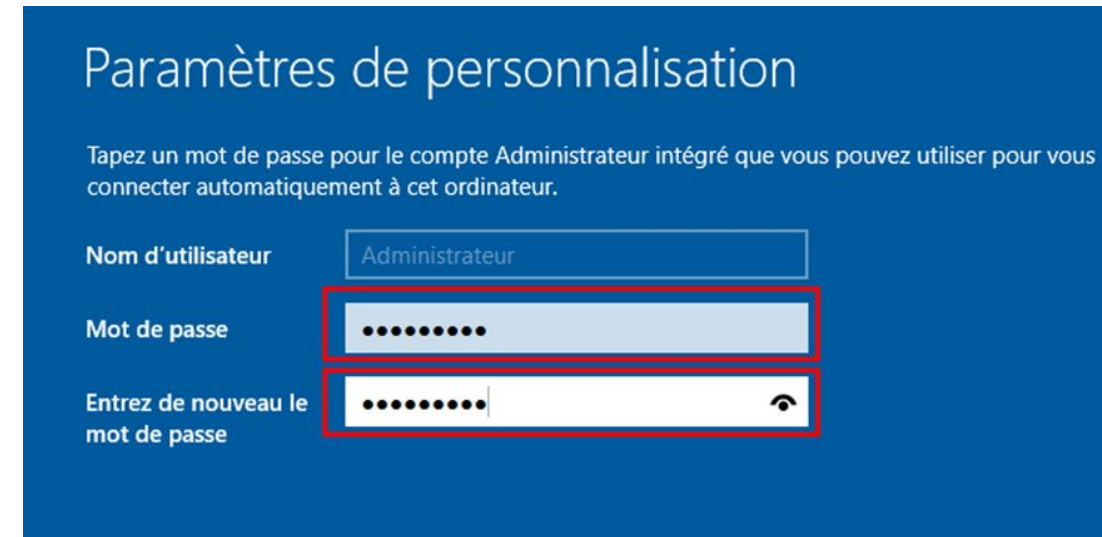 Paramètres de personnalisation
Tapez un mot de passe pour le compte Administrateur intégré que vous pouvez utiliser pour vous
connecter automatiquement à cet ordinateur.
Nom d'utilisateur
Administrateur
Mot de passe
•••••••••
Entrez de nouveau le
mot de passe
•••••••••